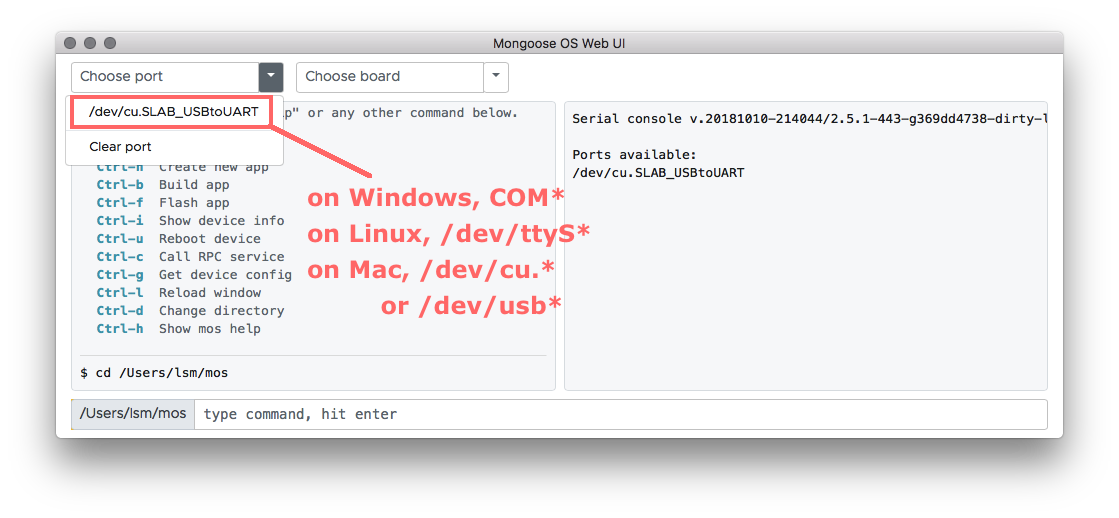 Mongoose OS Web UI
Choose port
Choose board
/dev/cu.SLAB_USBtoUART
p" or any other command below.
Clear port
Create new app
Ctrl-b Build app
Ctrl-f Flash app
Ctrl-i Show device info
Ctrl-u Reboot device
Ctrl-c Call RPC service
Ctrl-g Get device config
Ctrl-l Reload window
Ctrl-d Change directory
Ctrl-h Show mos help
$ cd /Users/lsm/mos
on Windows, COM*
on Linux, /dev/ttyS*
on Mac, /dev/cu.*
or /dev/usb*
Serial console v.20181010-214044/2.5.1-443-g369dd4738-dirty-l
Ports available:
/dev/cu.SLAB_USBtoUART
/Users/lsm/mos
type command, hit enter